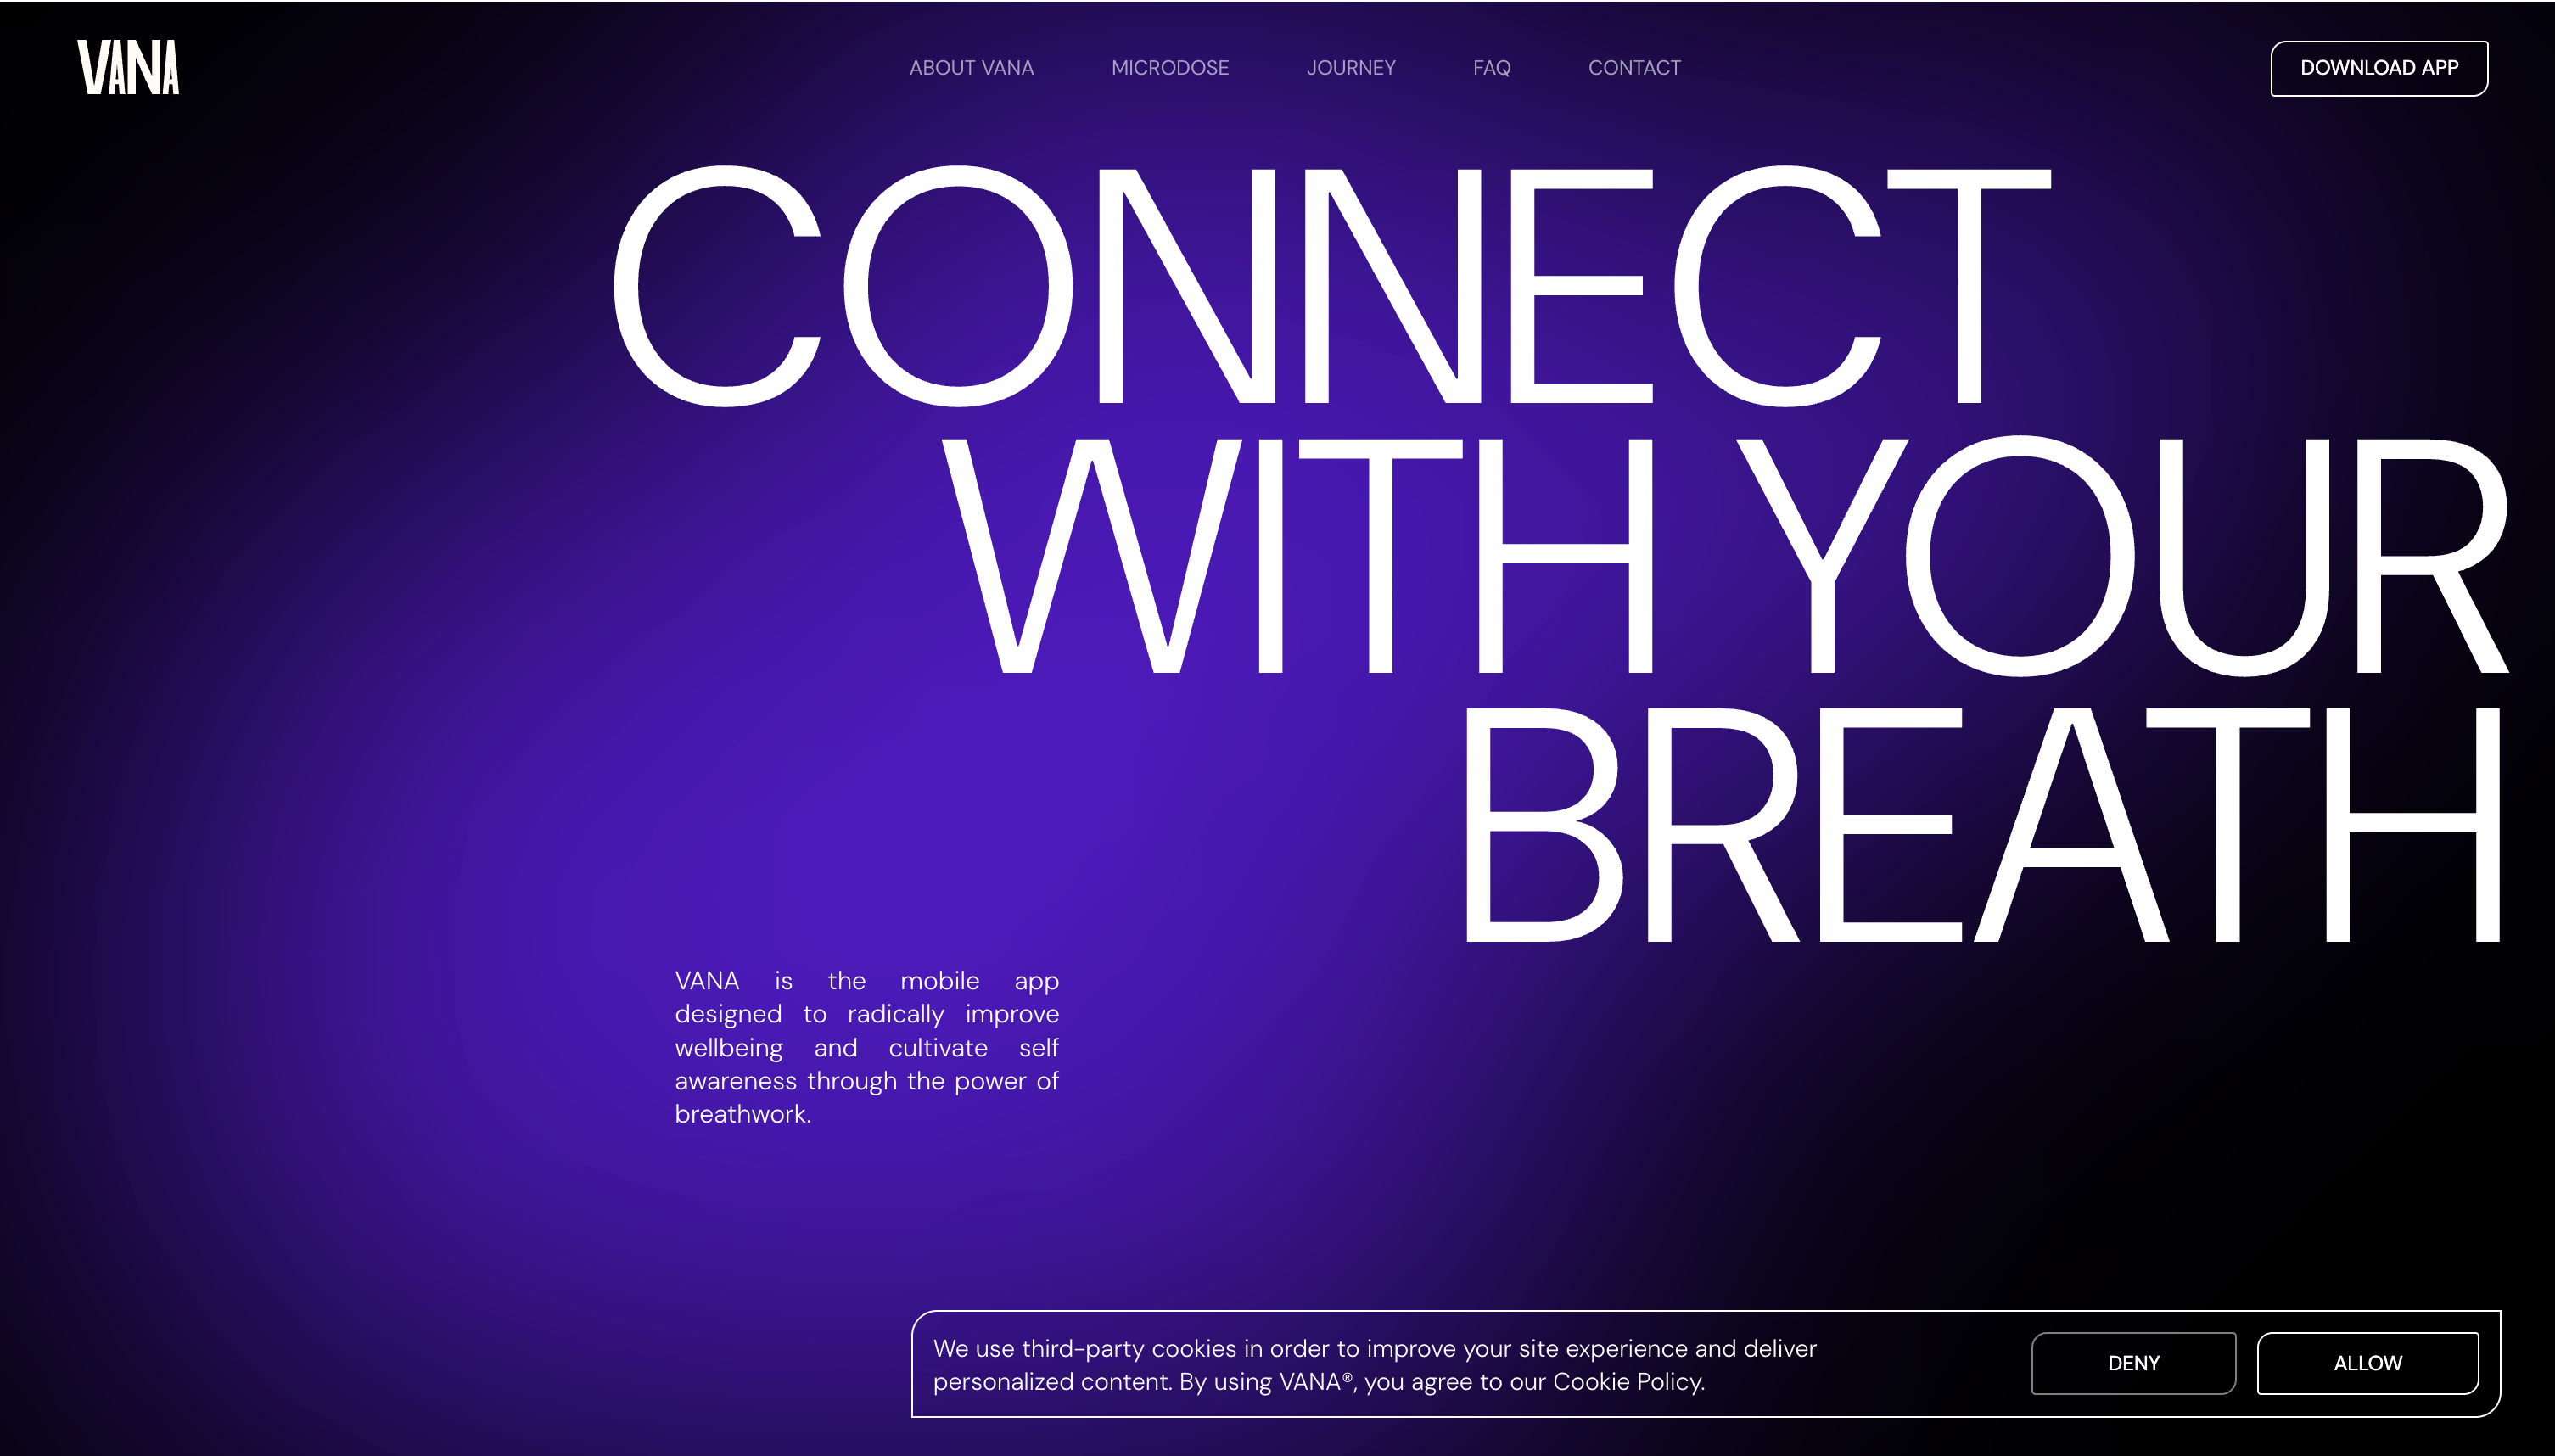 VANA
ABOUT VANA
MICRODOSE
JOURNEY
FAQ
CONTACT
DOWNLOAD APP
CONNECT
WITH YOUR
BREATH
VANA is the mobile app
designed to radically improve
wellbeing and cultivate self
awareness through the power of
breathwork.
We use third-party cookies in order to improve your site experience and deliver
personalized content. By using VANA®, you agree to our Cookie Policy.
DENY
ALLOW